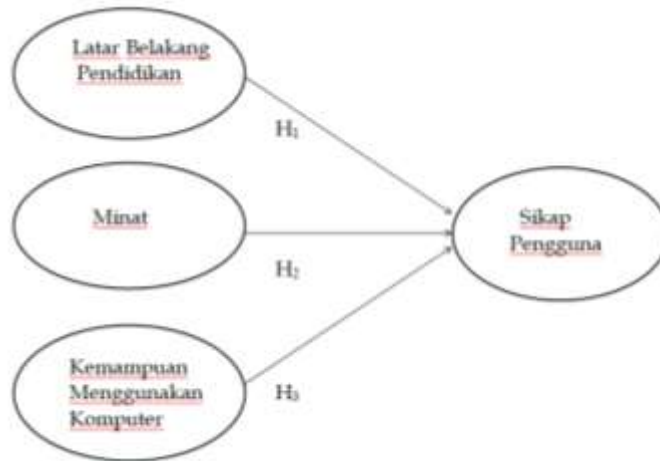 Latar Belakang
Pendidikan
H₁
Minat
Sikap
Pengguna
H₂
Kemampuan
Menggunakan
Komputer
H₃